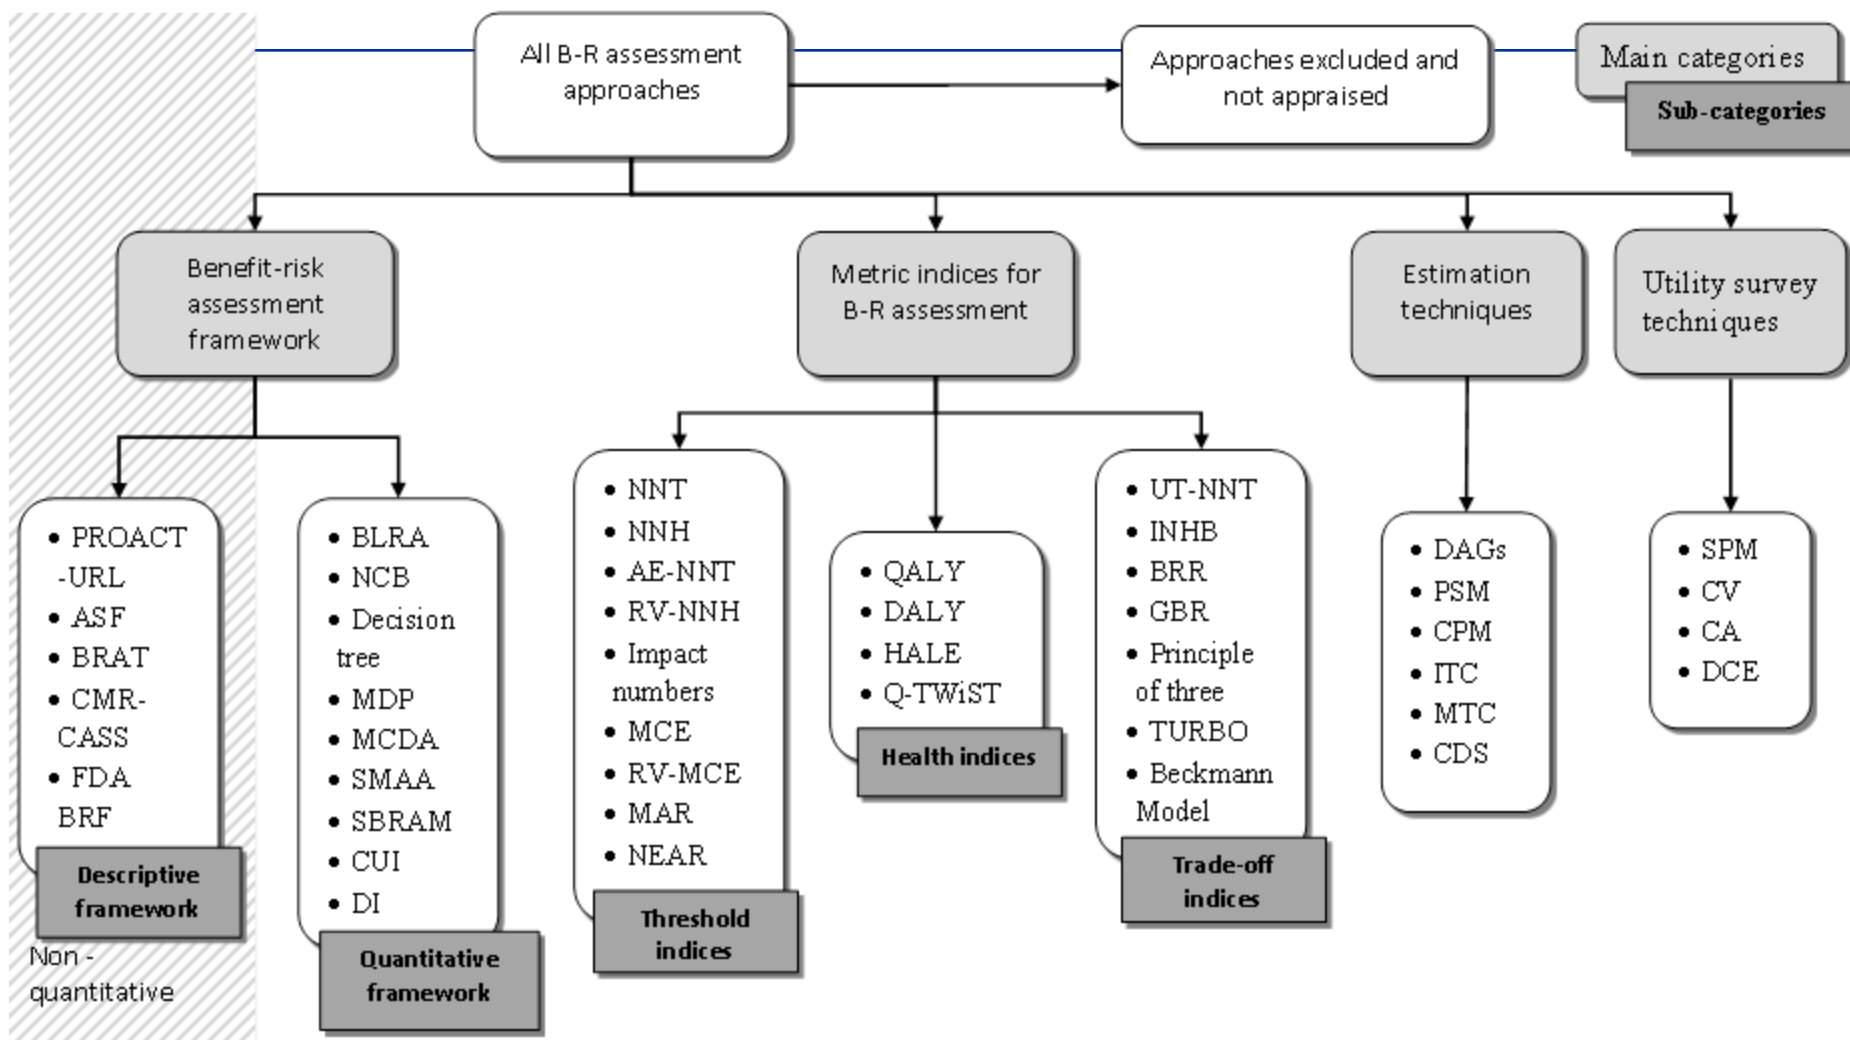 All B-R assessment
approaches
Approaches excluded and
not appraised
Main categories
Sub-categories
Benefit-risk
assessment
framework
Metric indices for
B-R assessment
Estimation
techniques
Utility survey
techniques
• PROACT
-URL
• ASF
• BRAT
• CMR-
CASS
• FDA
BRF
Descriptive
framework
Non -
quantitative
• BLRA
• NCB
• Decision
tree
• MDP
• MCDA
• SMAA
• SBRAM
• CUI
• DI
Quantitative
framework
• NNT
• NNH
• AE-NNT
• RV-NNH
• Impact
numbers
• MCE
• RV-MCE
• MAR
• NEAR
Threshold
indices
• QALY
• DALY
• HALE
• Q-TWiST
Health indices
• UT-NNT
• INHB
• BRR
• GBR
• Principle
of three
• TURBO
• Beckmann
Model
Trade-off
indices
• DAGs
• PSM
• CPM
• ITC
• MTC
• CDS
• SPM
• CV
• CA
• DCE